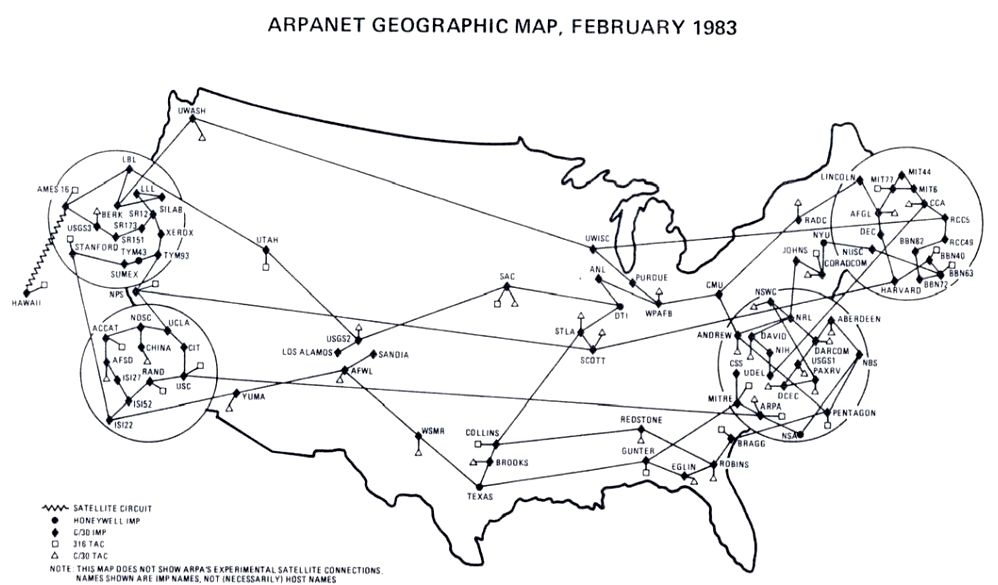 ARPANET GEOGRAPHIC MAP, FEBRUARY 1983
UWASH
LBL
AMES 16
LLL
BERK
SRI2
SILAB
USGS3
SRI73
SRI51
XEROX
STANFORD
TYM43
TYM93
SUMEX
HAWAII
NPS
UTAH
ACCAT
NOSC
UCLA
CHINA
CIT
AFSD
RAND
ISI27
USC
ISI52
ISI22
YUMA
USGS2
LOS ALAMOS
SANDIA
AFWL
WSMR
SAC
ANL
UWISC
PURDUE
DTI
WPAFB
STLA
SCOTT
COLLINS
BROOKS
TEXAS
REDSTONE
GUNTER
EGLIN
ROBINS
BRAGG
CMU
RADC
LINCOLN
MIT77
MIT44
MIT6
CCA
AFGL
RCC5
DEC
NYU
NUSC
BBN82
RCC49
BBN40
JOHNS
CORADCOM
BBN63
BBN72
HARVARD
NSWC
NRL
ABERDEEN
ANDREW
DAVID
DARCOM
NIH
USGS1
NBS
CSS
UDEL
PAXRV
DCEC
MITRE
ARPA
PENTAGON
NSA
SATELLITE CIRCUIT
HONEYWELL IMP
C/30 IMP
316 TAC
C/30 TAC
NOTE: THIS MAP DOES NOT SHOW ARPA'S EXPERIMENTAL SATELLITE CONNECTIONS.
NAMES SHOWN ARE IMP NAMES, NOT (NECESSARILY) HOST NAMES